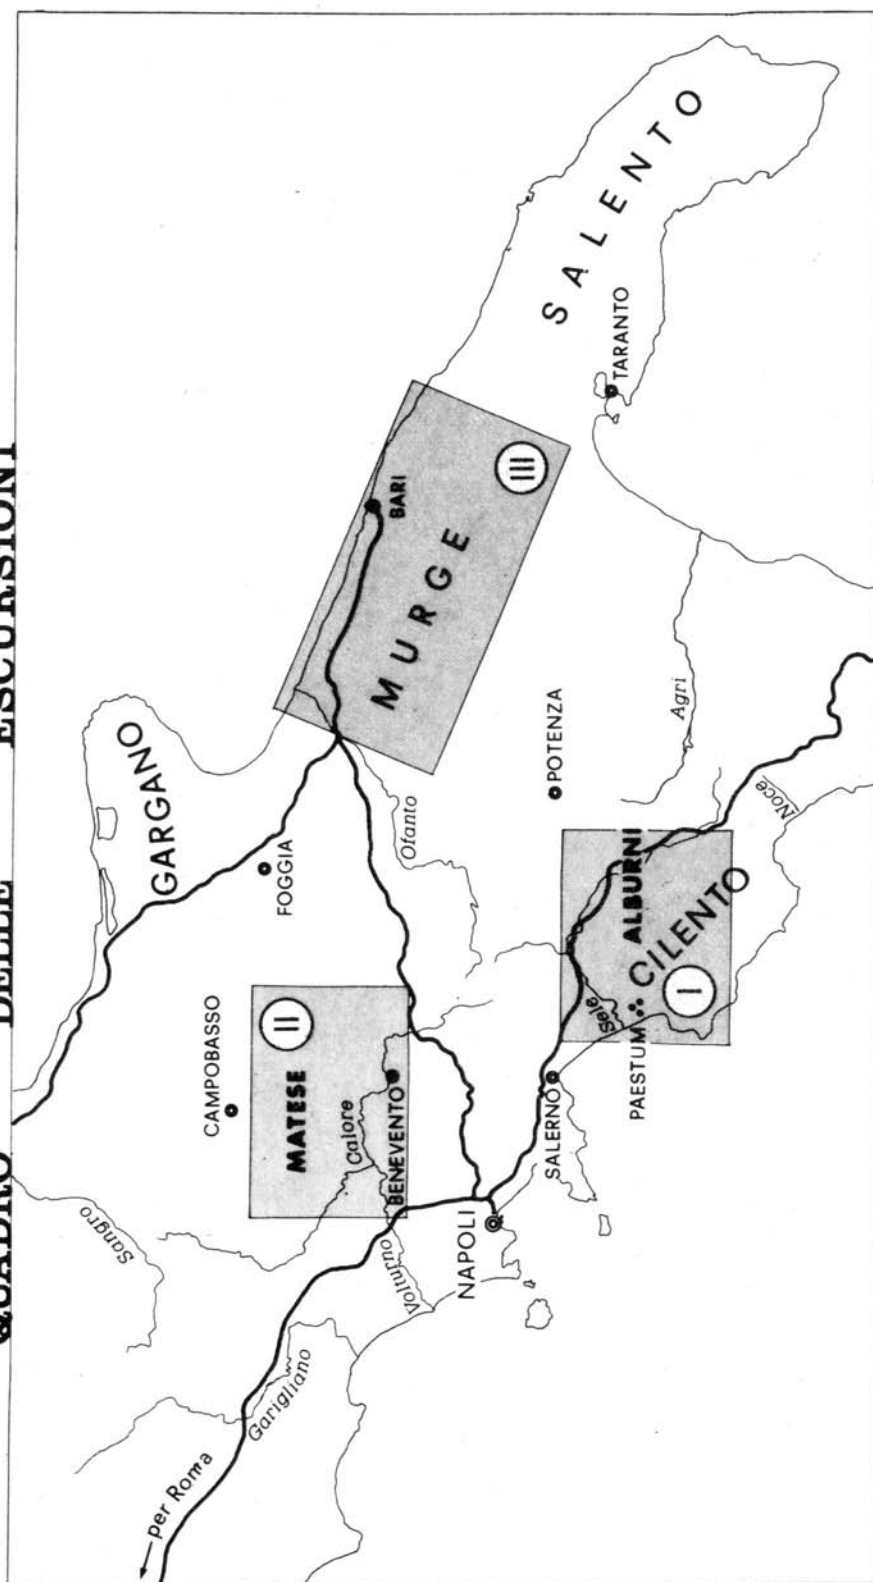 QUADRO DELLE ESCURSIONI
Sangro
CAMPOBASSO
GARGANO
FOGGIA
per Roma
Garigliano
Volturno
MATESE
II
Calore
BENEVENTO
Ofanto
BARI
MURGE
III
NAPOLI
SALERNO
POTENZA
TARANTO
SALENTO
Sele
PAESTUM
ALBURNI
CILENTO
I
Agri
Noce